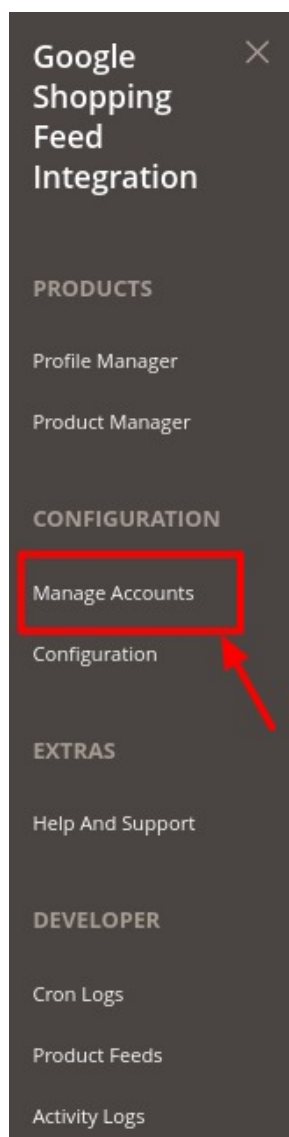 Google
Shopping
Feed
Integration
PRODUCTS
Profile Manager
Product Manager
CONFIGURATION
Manage Accounts
Configuration
EXTRAS
Help And Support
DEVELOPER
Cron Logs
Product Feeds
Activity Logs